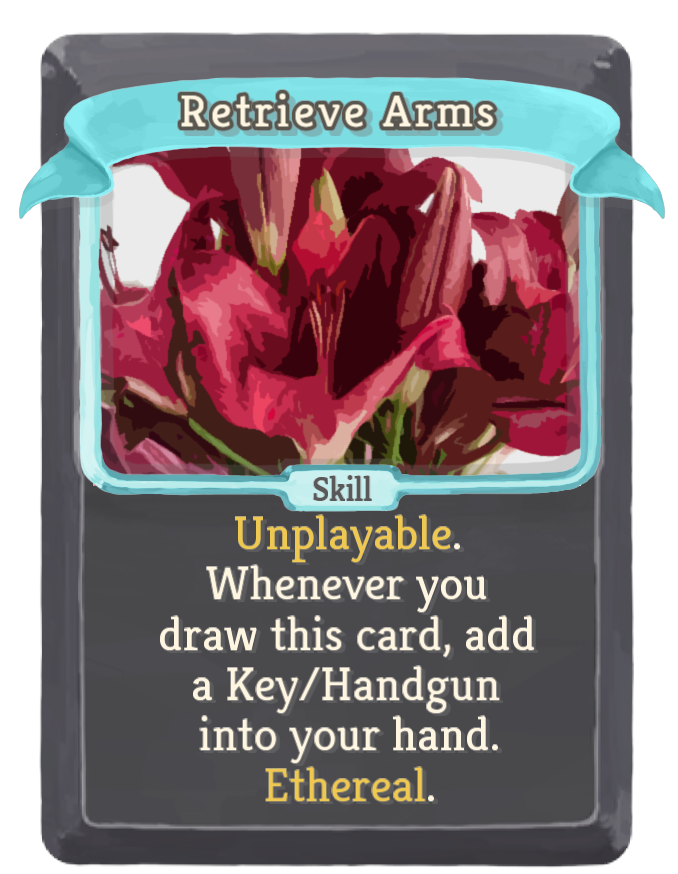 Retrieve Arms
Skill
Unplayable.
Whenever you
draw this card, add
a Key/Handgun
into your hand.
Ethereal.